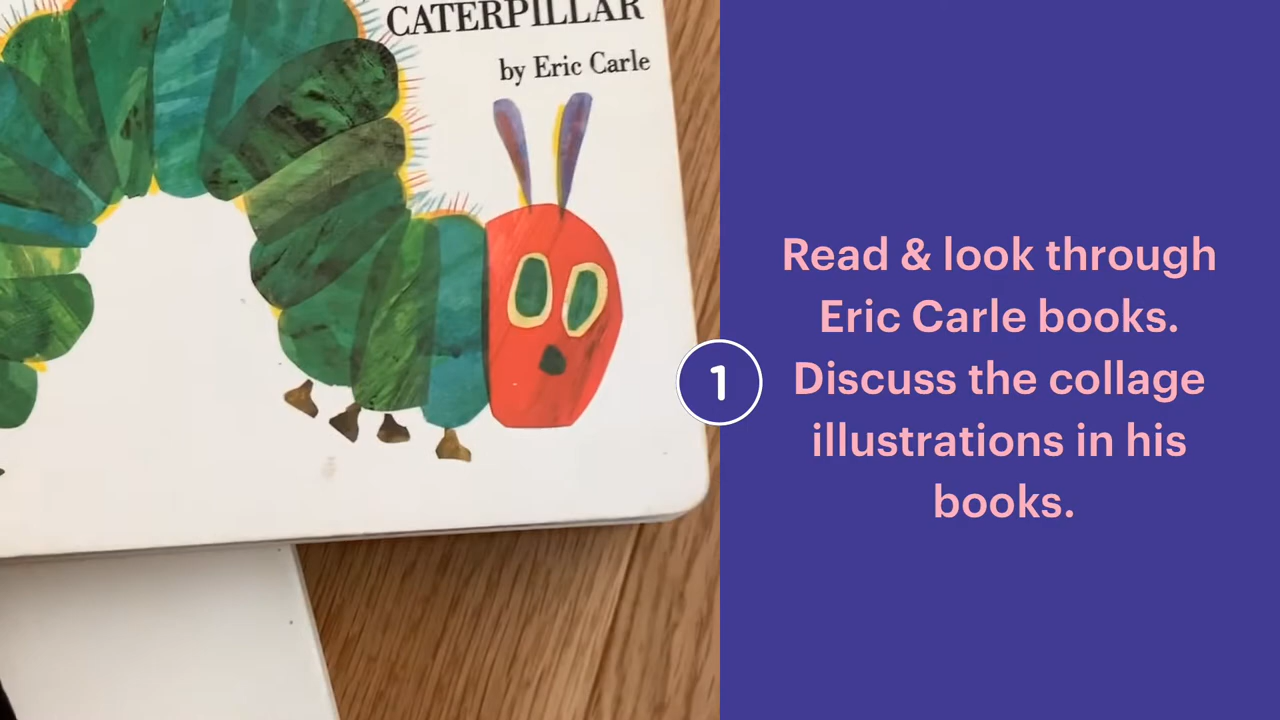 CATERPILLAR
by Eric Carle
1
Read & look through
Eric Carle books.
Discuss the collage
illustrations in his
books.